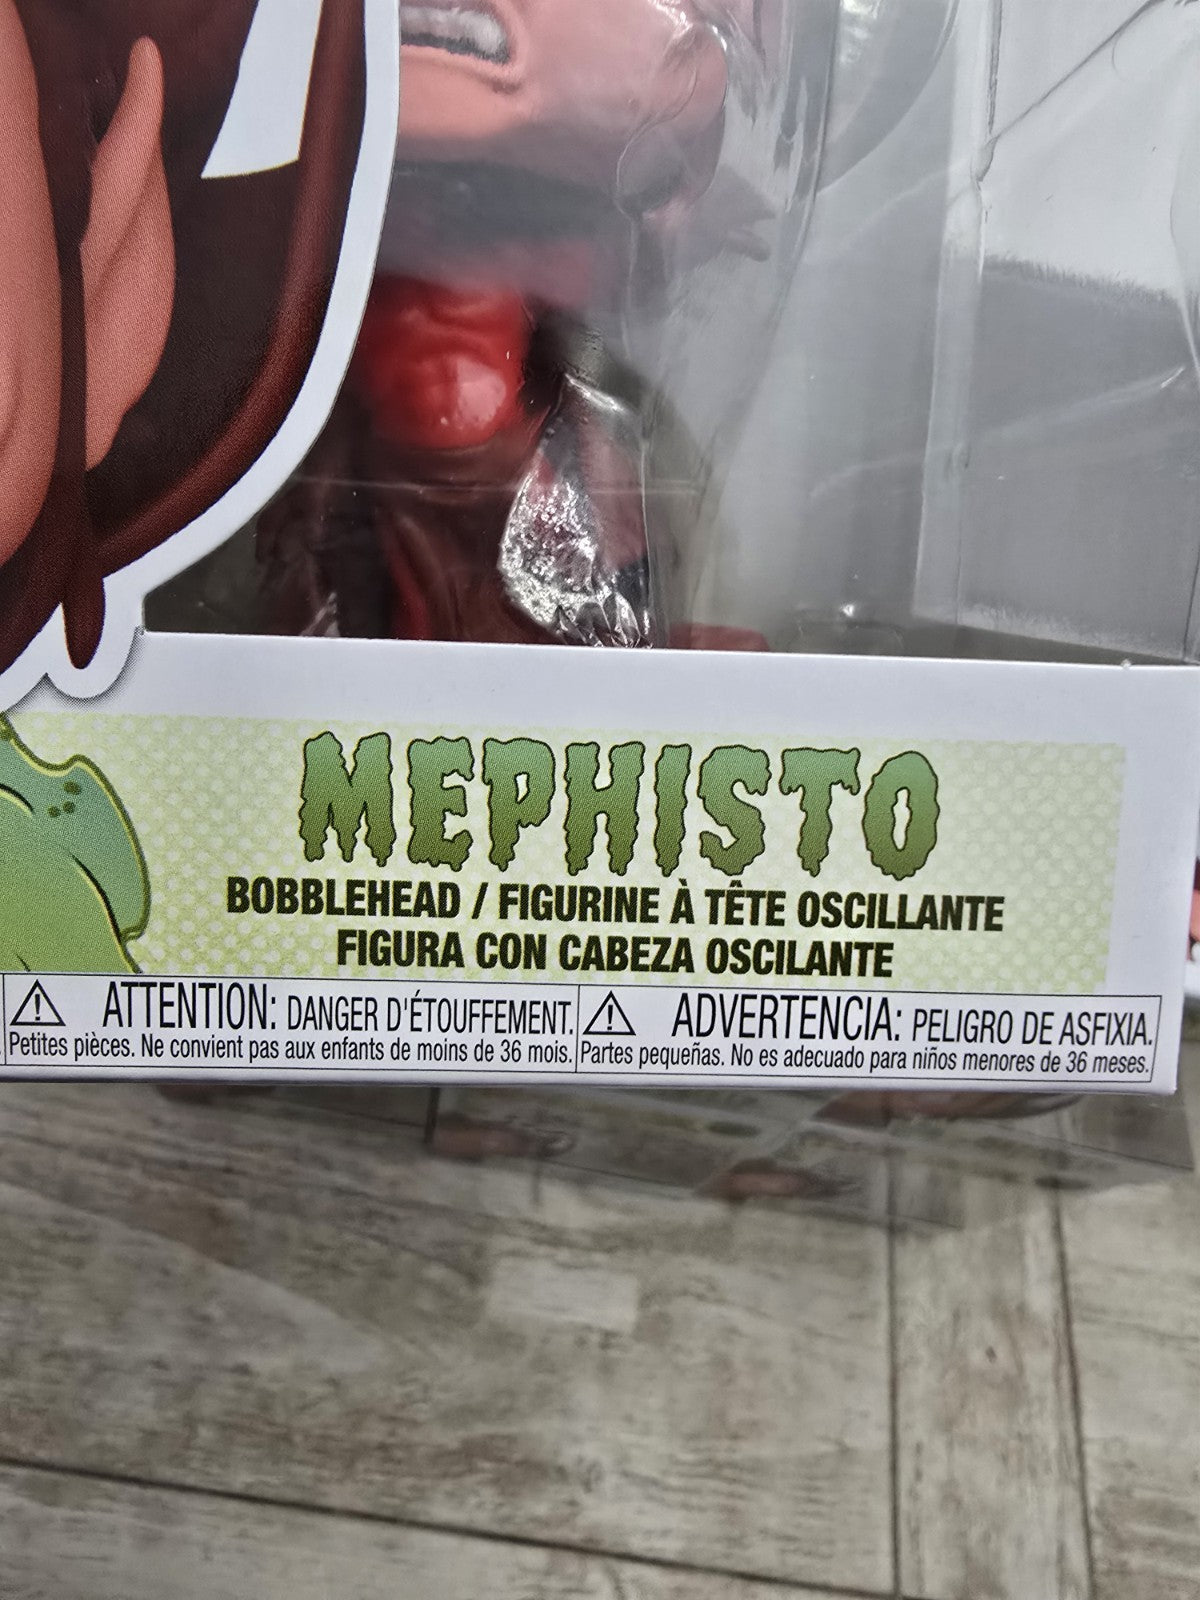 MEPHISTO
BOBBLEHEAD / FIGURINE À TÊTE OSCILLANTE
FIGURA CON CABEZA OSCILANTE
ATTENTION: DANGER D'ÉTOUFFEMENT.
Petites pièces. Ne convient pas aux enfants de moins de 36 mois.
ADVERTENCIA: PELIGRO DE ASFIXIA.
Partes pequeñas. No es adecuado para niños menores de 36 meses.